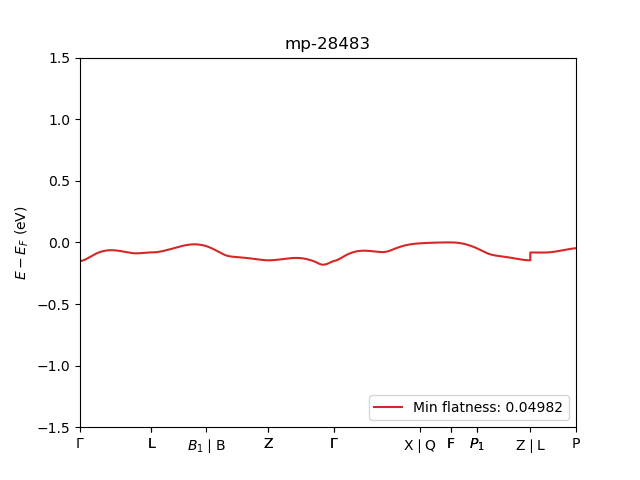 mp-28483
1.5
1.0
0.5
0.0
−0.5
−1.0
−1.5
E − E_F (eV)
Min flatness: 0.04982
Γ L B₁ | B Z Γ X | Q F P₁ Z | L P